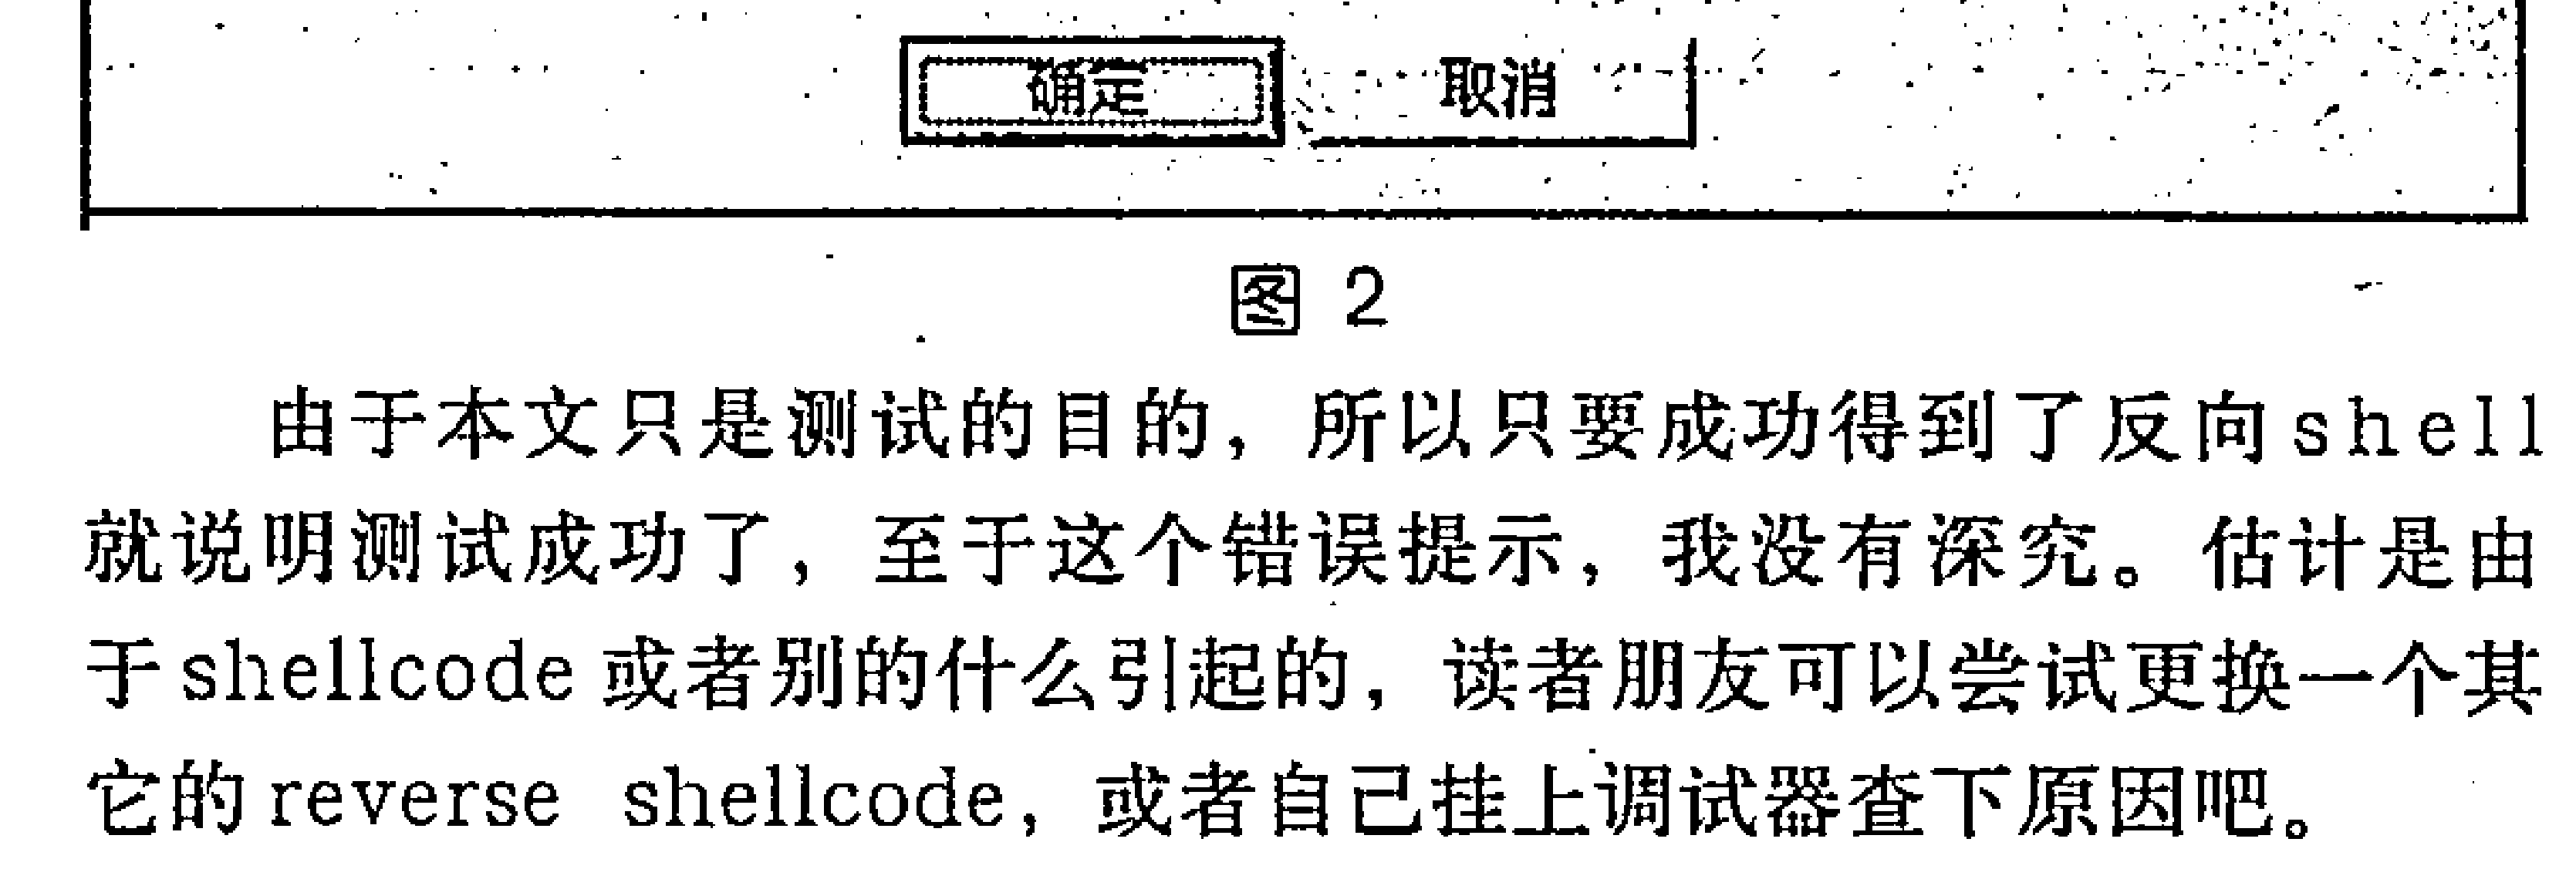 确定 取消
图 2
由于本文只是测试的目的，所以只要成功得到了反向shell
就说明测试成功了，至于这个错误提示，我没有深究。估计是由
于shellcode或者别的什么引起的，读者朋友可以尝试更换一个其
它的reverse shellcode，或者自己挂上调试器查下原因吧。